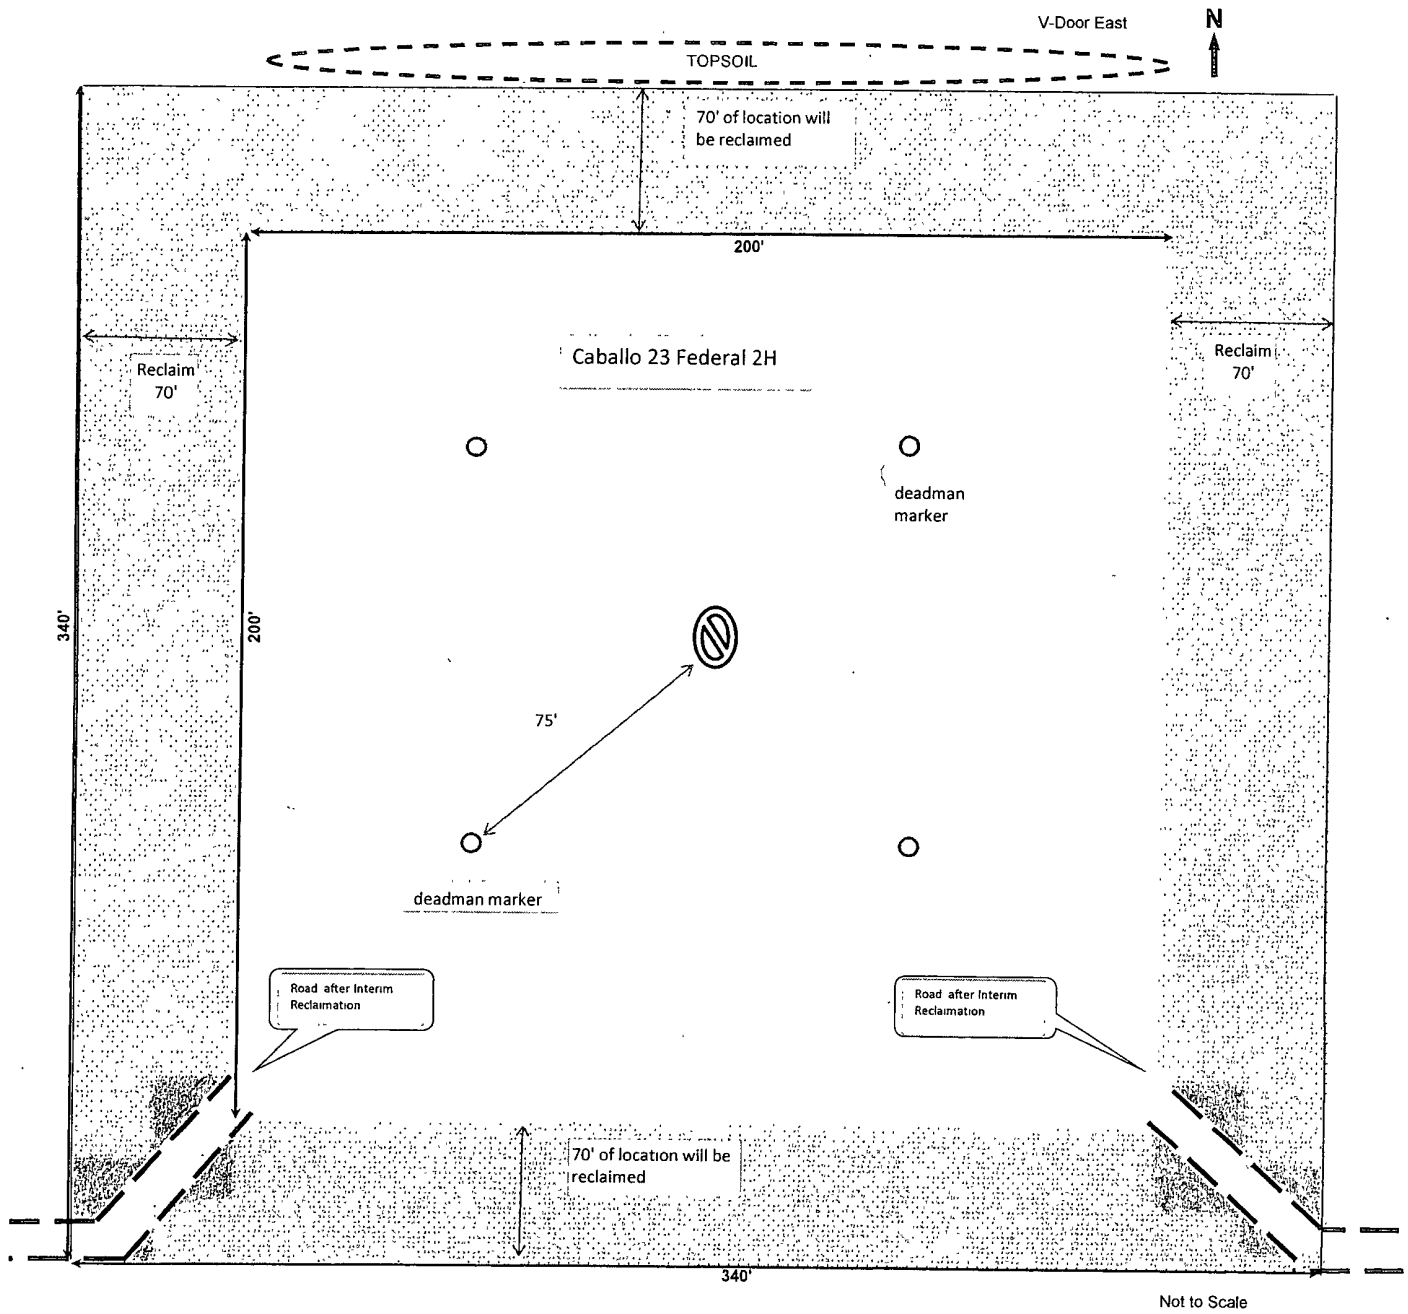 V-Door East
N
TOPSOIL
70' of location will
be reclaimed
200'
Caballo 23 Federal 2H
Reclaim
70'
Reclaim
70'
deadman
marker
340'
200'
75'
deadman marker
Road after Interim
Reclaimation
Road after Interim
Reclaimation
70' of location will be
reclaimed
340'
Not to Scale